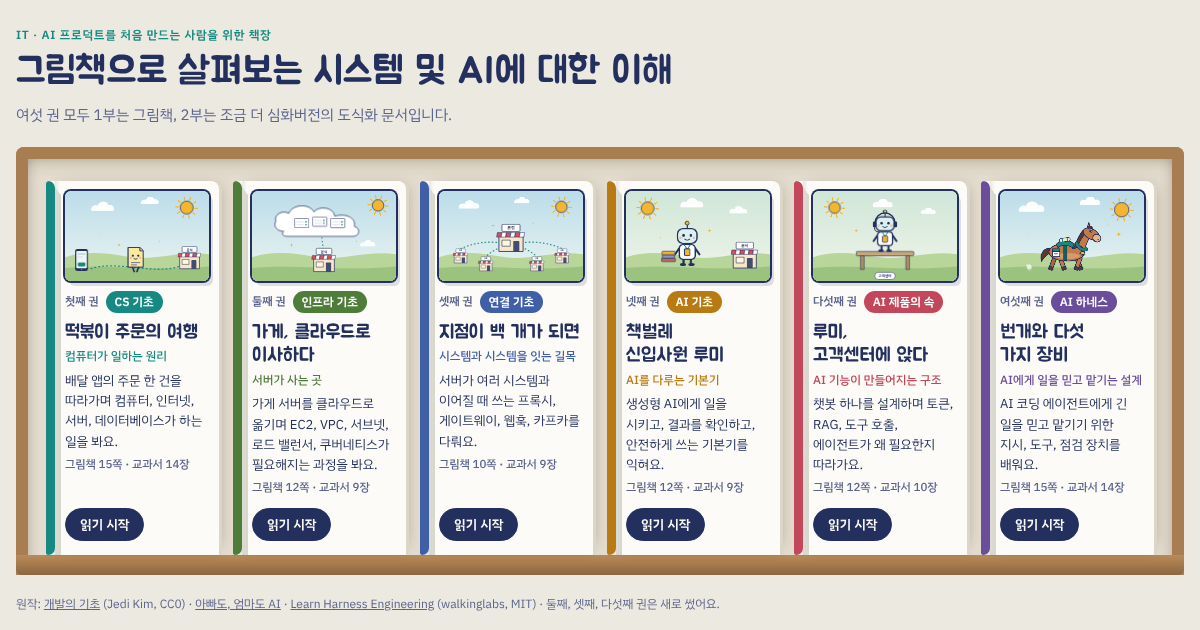 IT · AI 프로덕트를 처음 만드는 사람을 위한 책장
그림책으로 살펴보는 시스템 및 AI에 대한 이해
여섯 권 모두 1부는 그림책, 2부는 조금 더 심화버전의 도식화 문서입니다.
첫째 권 CS 기초
떡볶이 주문의 여행
컴퓨터가 일하는 원리
배달 앱의 주문 한 건을
따라가며 컴퓨터, 인터넷,
서버, 데이터베이스가 하는
일을 봐요.
그림책 15쪽 · 교과서 14장
읽기 시작
둘째 권 인프라 기초
가게, 클라우드로
이사하다
서버가 사는 곳
가게 서버를 클라우드로
옮기며 EC2, VPC, 서브넷,
로드 밸런서, 쿠버네티스가
필요해지는 과정을 봐요.
그림책 12쪽 · 교과서 9장
읽기 시작
셋째 권 연결 기초
지점이 백 개가 되면
시스템과 시스템을 잇는 길목
서버가 여러 시스템과
이어질 때 쓰는 프록시,
게이트웨이, 웹훅, 카프카를
다뤄요.
그림책 10쪽 · 교과서 9장
읽기 시작
넷째 권 AI 기초
책벌레
신입사원 루미
AI를 다루는 기본기
생성형 AI에게 일을
시키고, 결과를 확인하고,
안전하게 쓰는 기본기를
익혀요.
그림책 12쪽 · 교과서 9장
읽기 시작
고객센터
다섯째 권 AI 제품의 속
루미,
고객센터에 앉다
AI 기능이 만들어지는 구조
챗봇 하나를 설계하며 토큰,
RAG, 도구 호출,
에이전트가 왜 필요한지
따라가요.
그림책 12쪽 · 교과서 10장
읽기 시작
여섯째 권 AI 하네스
번개와 다섯
가지 장비
AI에게 일을 믿고 맡기는 설계
AI 코딩 에이전트에게 긴
일을 믿고 맡기기 위한
지시, 도구, 점검 장치를
배워요.
그림책 15쪽 · 교과서 14장
읽기 시작
원작: 개발의 기초 (Jedi Kim, CC0) · 아빠도, 엄마도 AI · Learn Harness Engineering (walkinglabs, MIT) · 둘째, 셋째, 다섯째 권은 새로 썼어요.